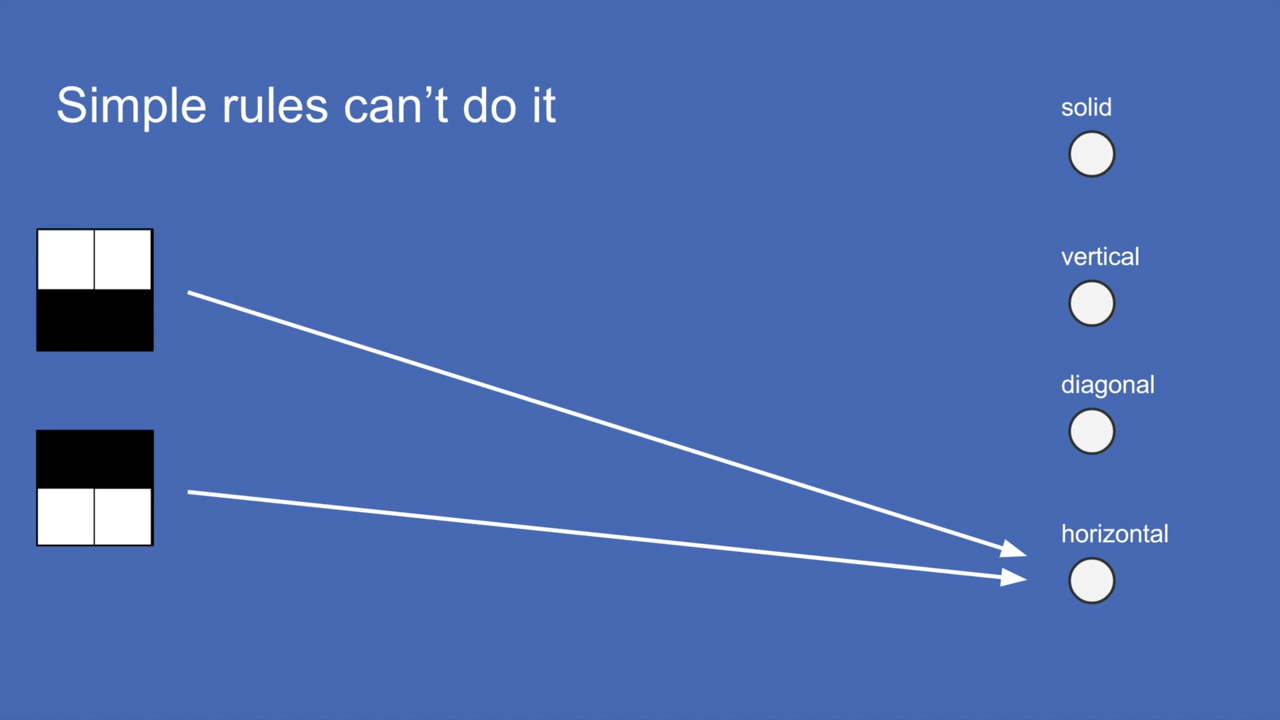 Simple rules can’t do it
solid
vertical
diagonal
horizontal